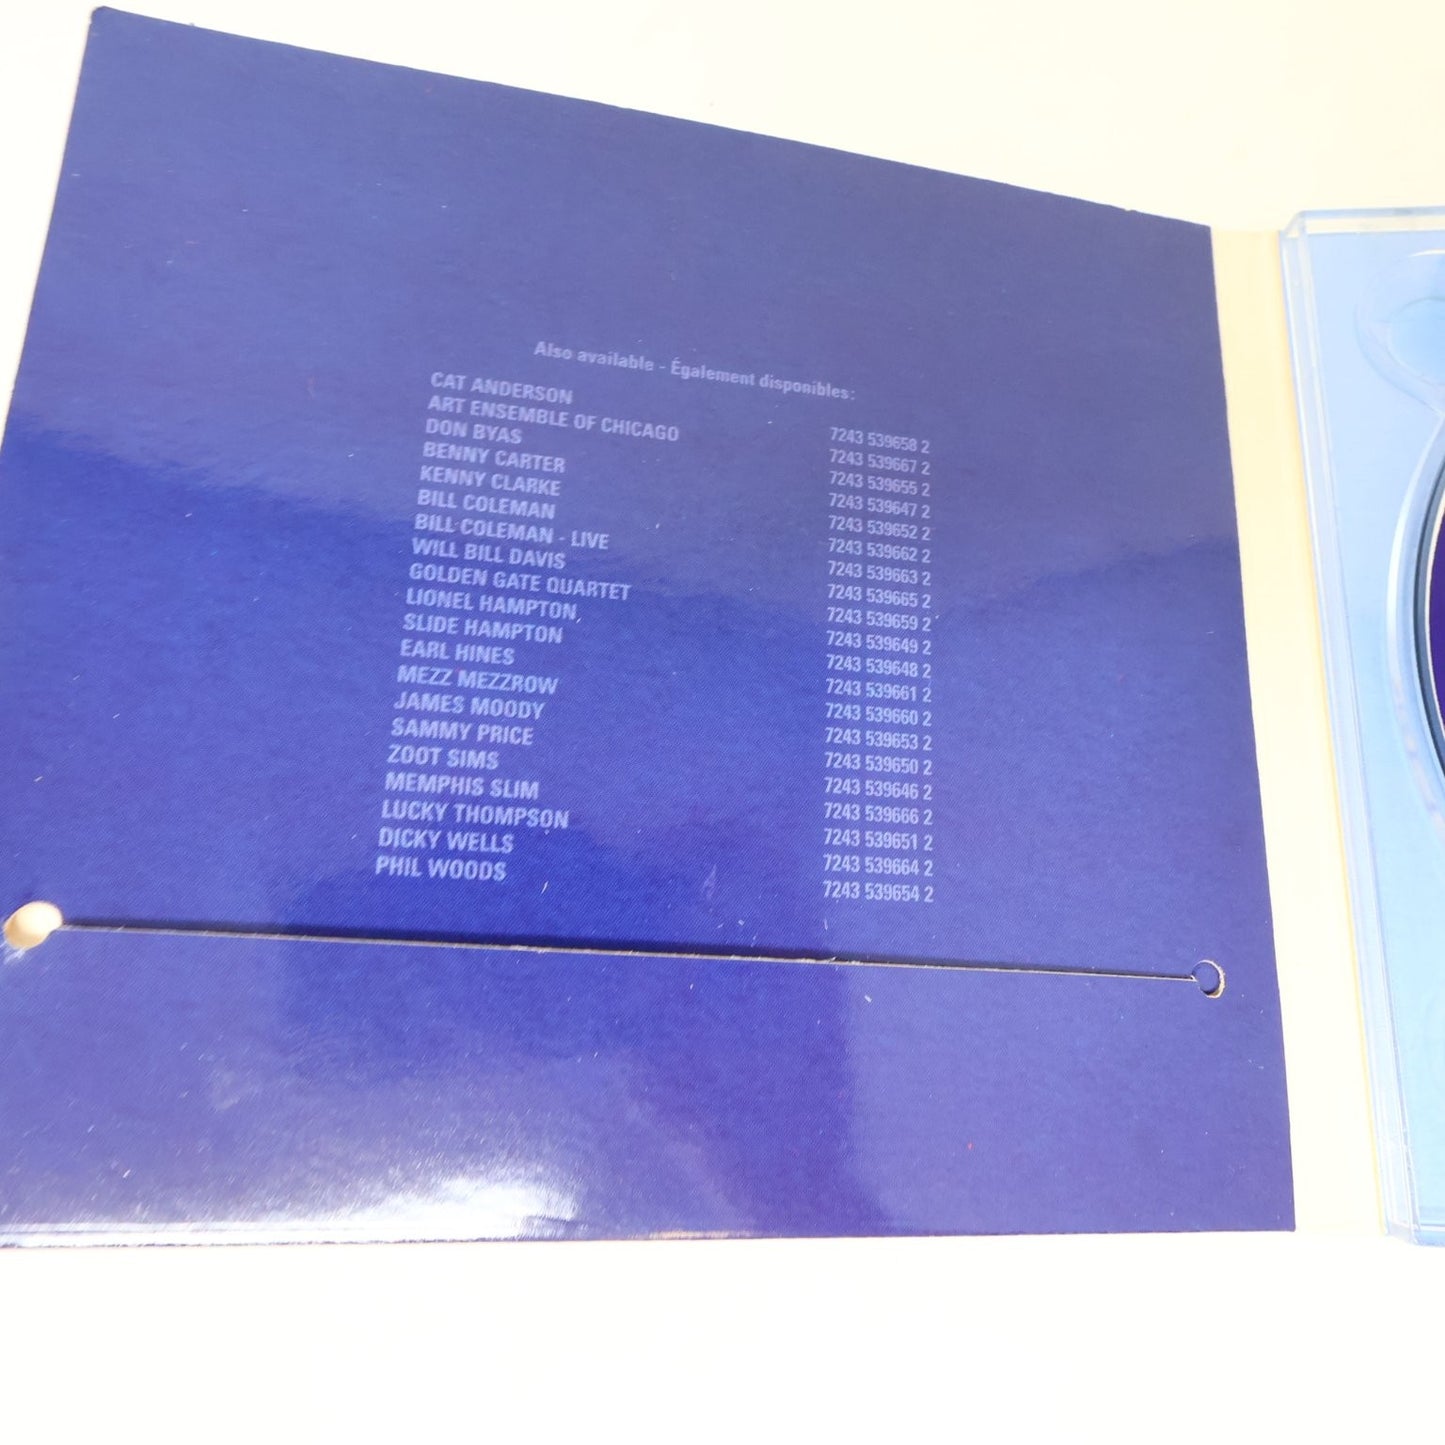 Also available - Également disponibles:
CAT ANDERSON 7243 539658 2
ART ENSEMBLE OF CHICAGO 7243 539667 2
DON BYAS 7243 539655 2
BENNY CARTER 7243 539647 2
KENNY CLARKE 7243 539652 2
BILL COLEMAN 7243 539662 2
BILL COLEMAN - LIVE 7243 539663 2
WILL BILL DAVIS 7243 539665 2
GOLDEN GATE QUARTET 7243 539659 2
LIONEL HAMPTON 7243 539649 2
SLIDE HAMPTON 7243 539648 2
EARL HINES 7243 539661 2
MEZZ MEZZROW 7243 539660 2
JAMES MOODY 7243 539653 2
SAMMY PRICE 7243 539650 2
ZOOT SIMS 7243 539646 2
MEMPHIS SLIM 7243 539666 2
LUCKY THOMPSON 7243 539651 2
DICKY WELLS 7243 539664 2
PHIL WOODS 7243 539654 2